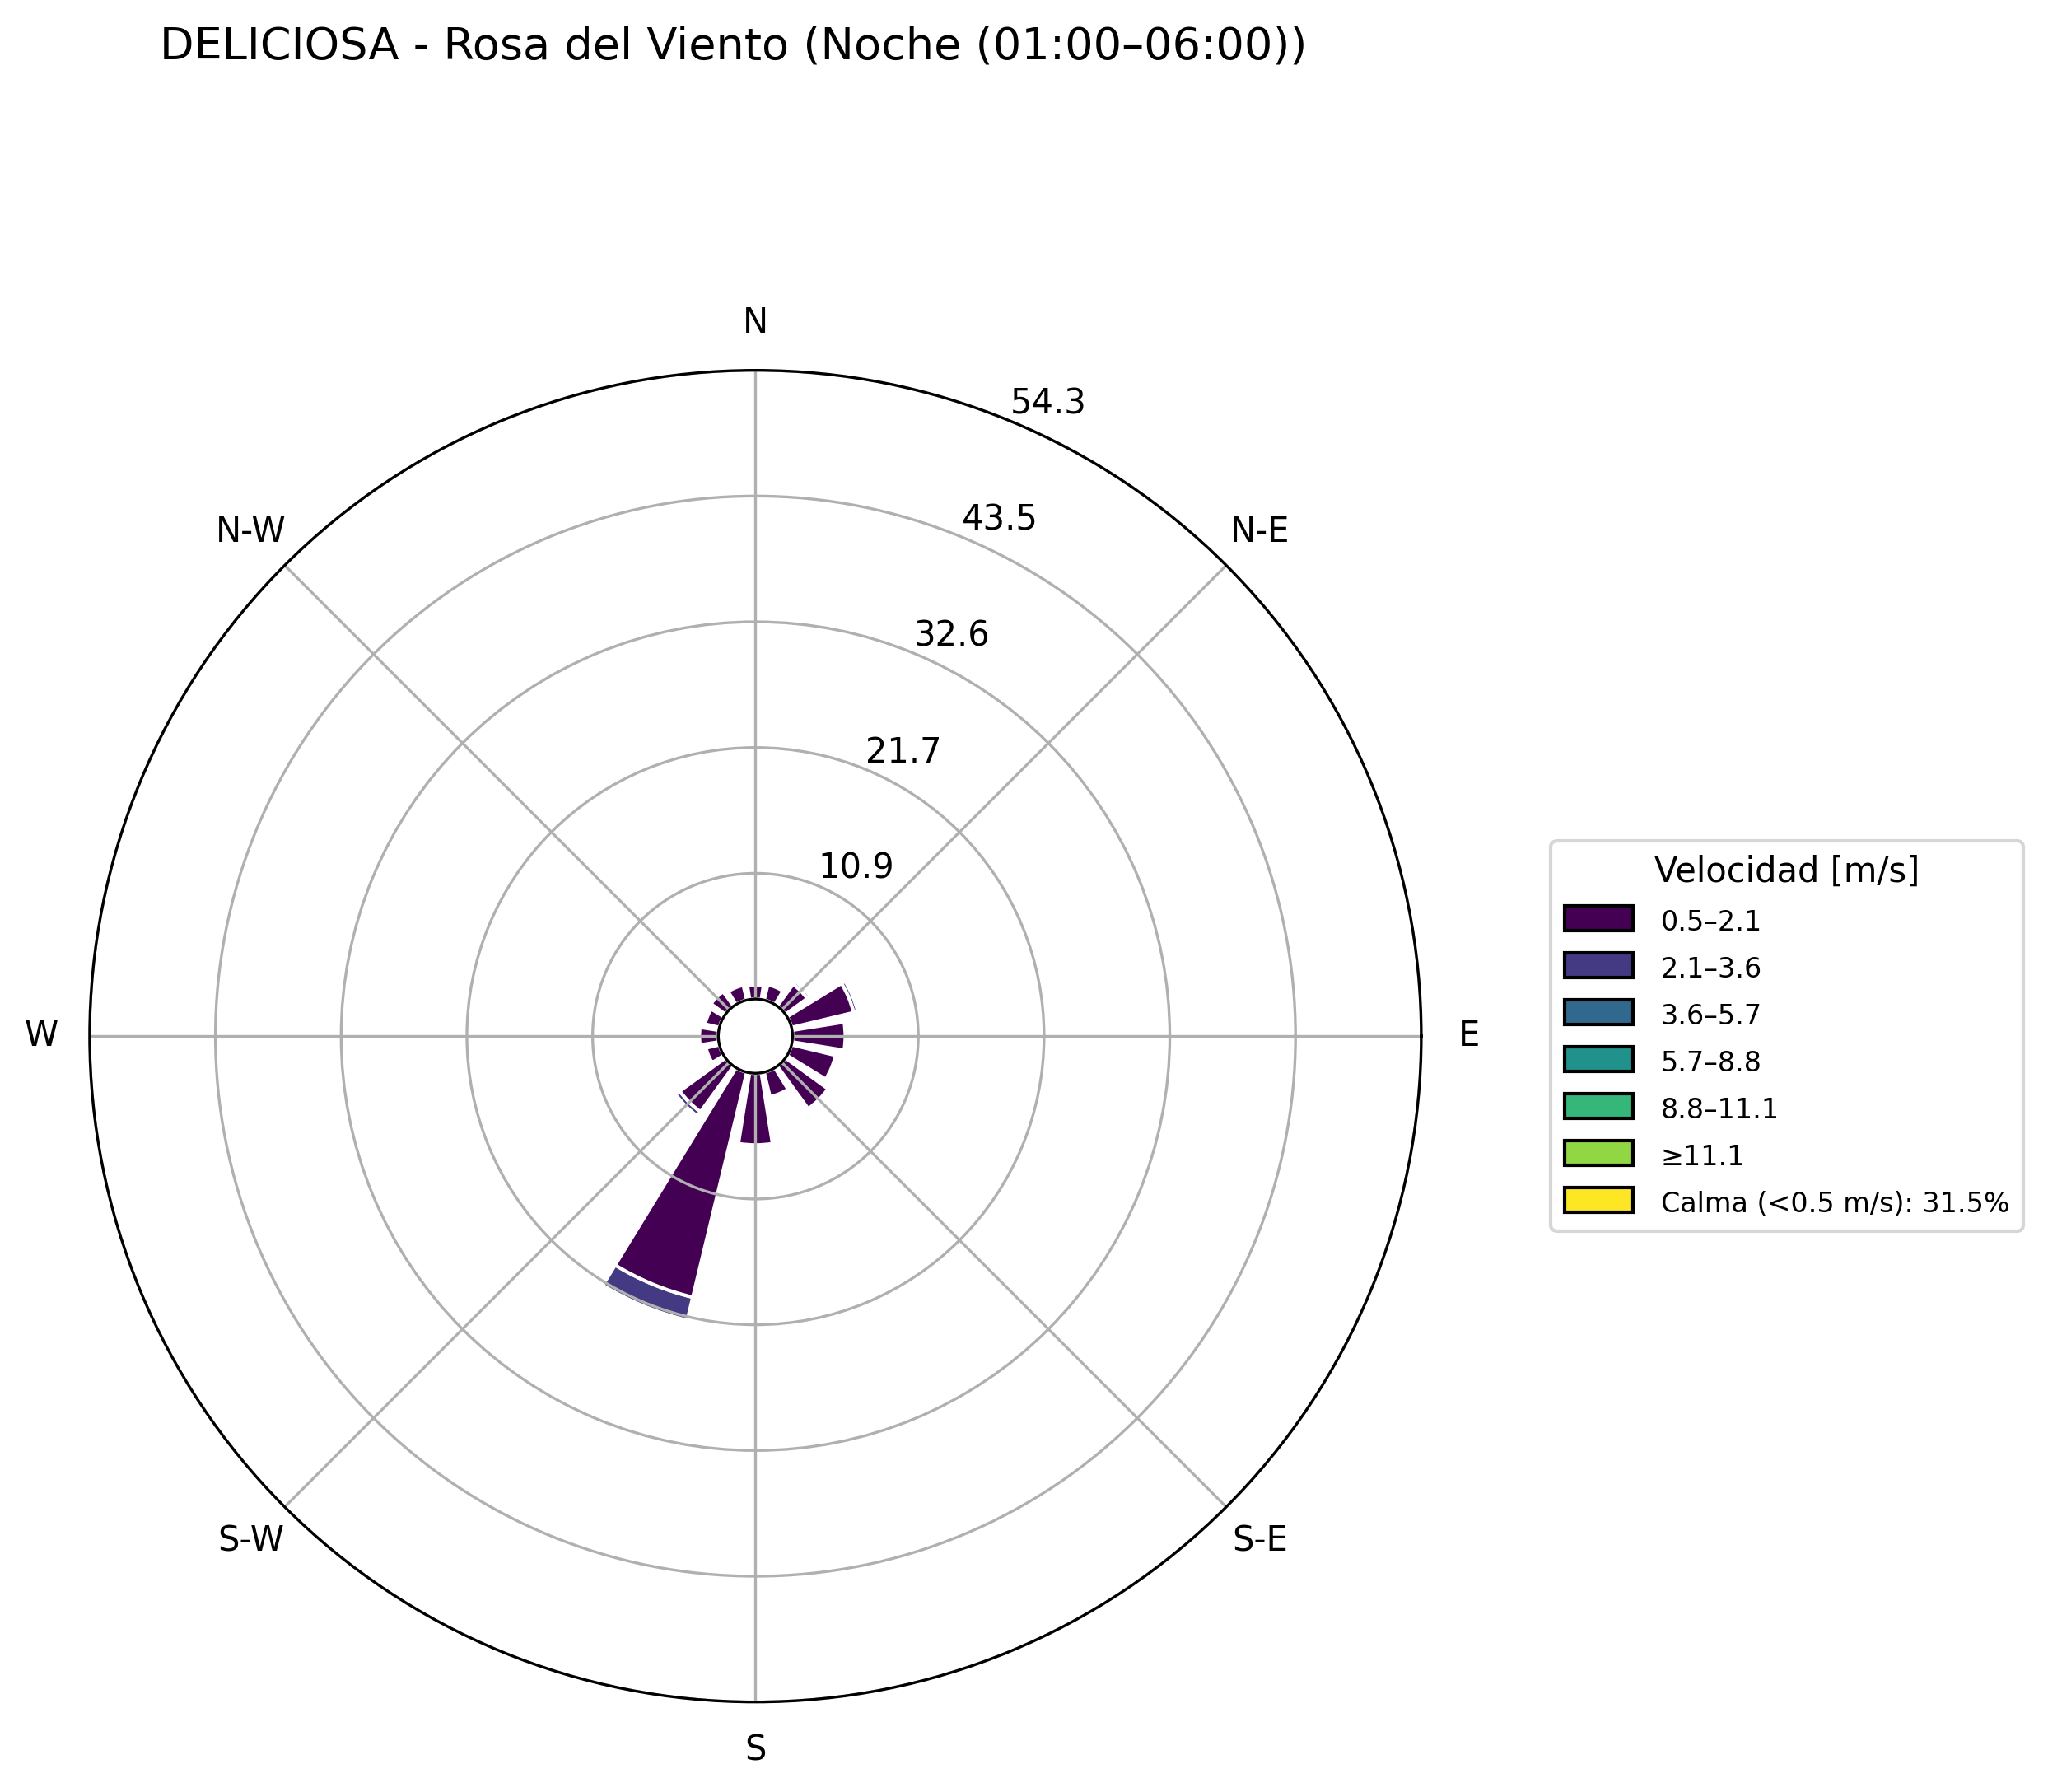 DELICIOSA - Rosa del Viento (Noche (01:00–06:00))
N
54.3
43.5
N-W
N-E
32.6
21.7
10.9
W
E
Velocidad [m/s]
0.5–2.1
2.1–3.6
3.6–5.7
5.7–8.8
8.8–11.1
≥11.1
Calma (<0.5 m/s): 31.5%
S-W
S-E
S